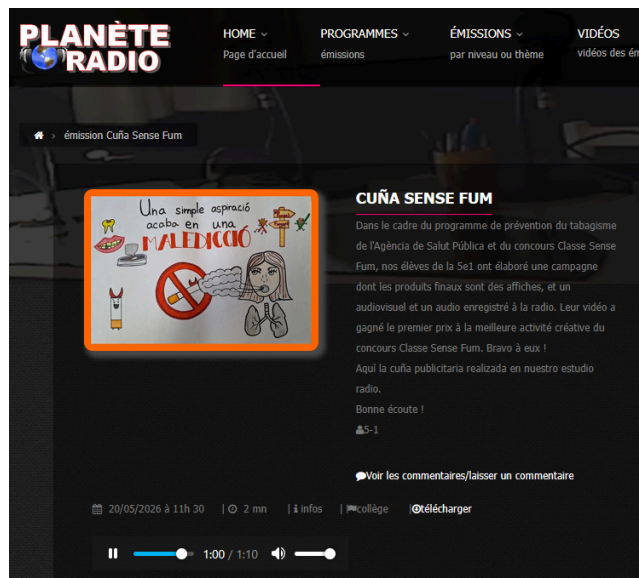 PLANÈTE
RADIO
HOME
Page d'accueil
PROGRAMMES
émissions
ÉMISSIONS
par niveau ou thème
VIDÉOS
vidéos des ém
émission Cuña Sense Fum
Una simple aspiració
acaba en una
MALEDICCIÓ
CUÑA SENSE FUM
Dans le cadre du programme de prévention du tabagisme
de l'Agència de Salut Pública et du concours Classe Sense
Fum, nos élèves de la 5e1 ont élaboré une campagne
dont les produits finaux sont des affiches, et un
audiovisuel et un audio enregistré à la radio. Leur vidéo a
gagné le premier prix à la meilleure activité créative du
concours Classe Sense Fum. Bravo à eux !
Aquï la cuña publicitaria realizada en nuestro estudio
radio.
Bonne écoute !
5-1
Voir les commentaires/laisser un commentaire
20/05/2026 à 11h 30 | 2 mn | infos | collège | télécharger
1:00 / 1:10